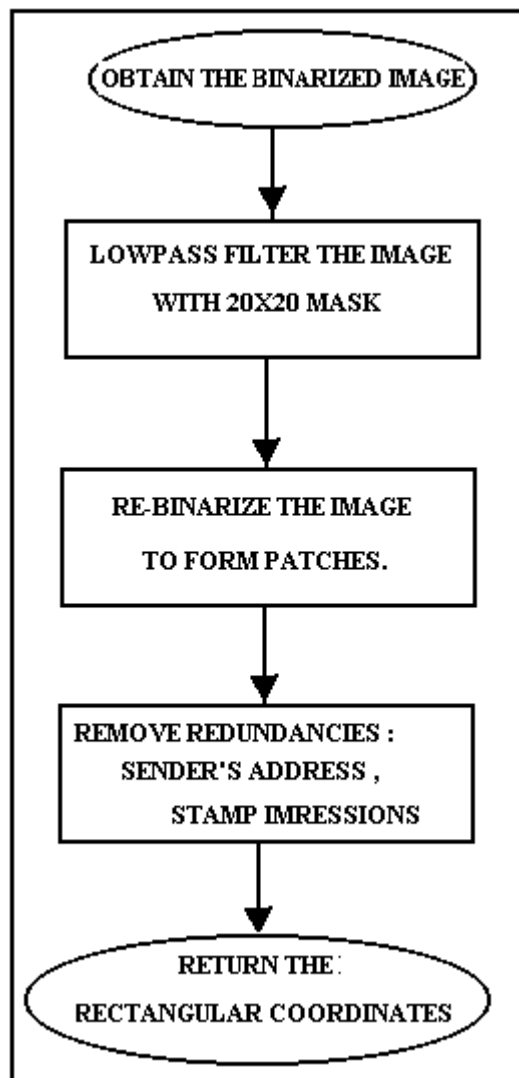 OBTAIN THE BINARIZED IMAGE
LOWPASS FILTER THE IMAGE
WITH 20X20 MASK
RE-BINARIZE THE IMAGE
TO FORM PATCHES.
REMOVE REDUNDANCIES :
SENDER'S ADDRESS ,
STAMP IMRESSIONS
RETURN THE
RECTANGULAR COORDINATES